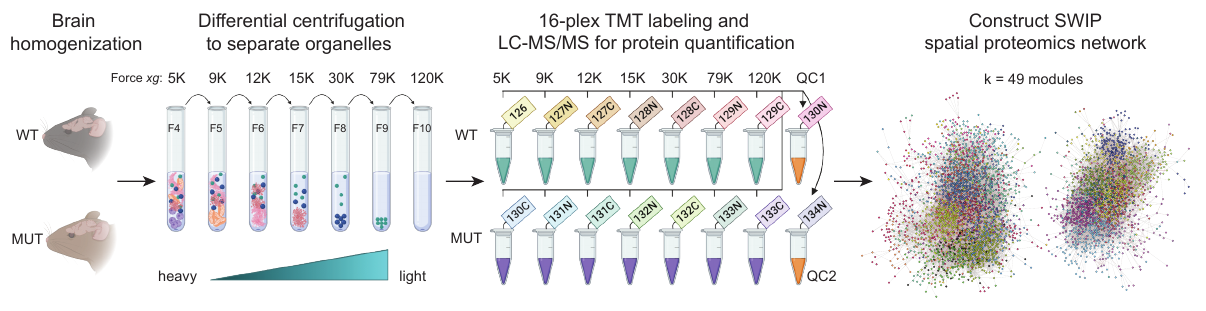 Brain
homogenization
Differential centrifugation
to separate organelles
16-plex TMT labeling and
LC-MS/MS for protein quantification
Construct SWIP
spatial proteomics network
Force xg: 5K 9K 12K 15K 30K 79K 120K
5K 9K 12K 15K 30K 79K 120K QC1
k = 49 modules
WT
F4 F5 F6 F7 F8 F9 F10
WT
126 127N 127C 128N 128C 129N 129C 130N
MUT
MUT
130C 131N 131C 132N 132C 133N 133C 134N
heavy light
QC2